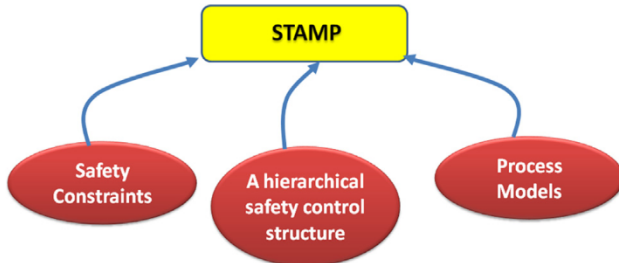 STAMP
Safety
Constraints
A hierarchical
safety control
structure
Process
Models